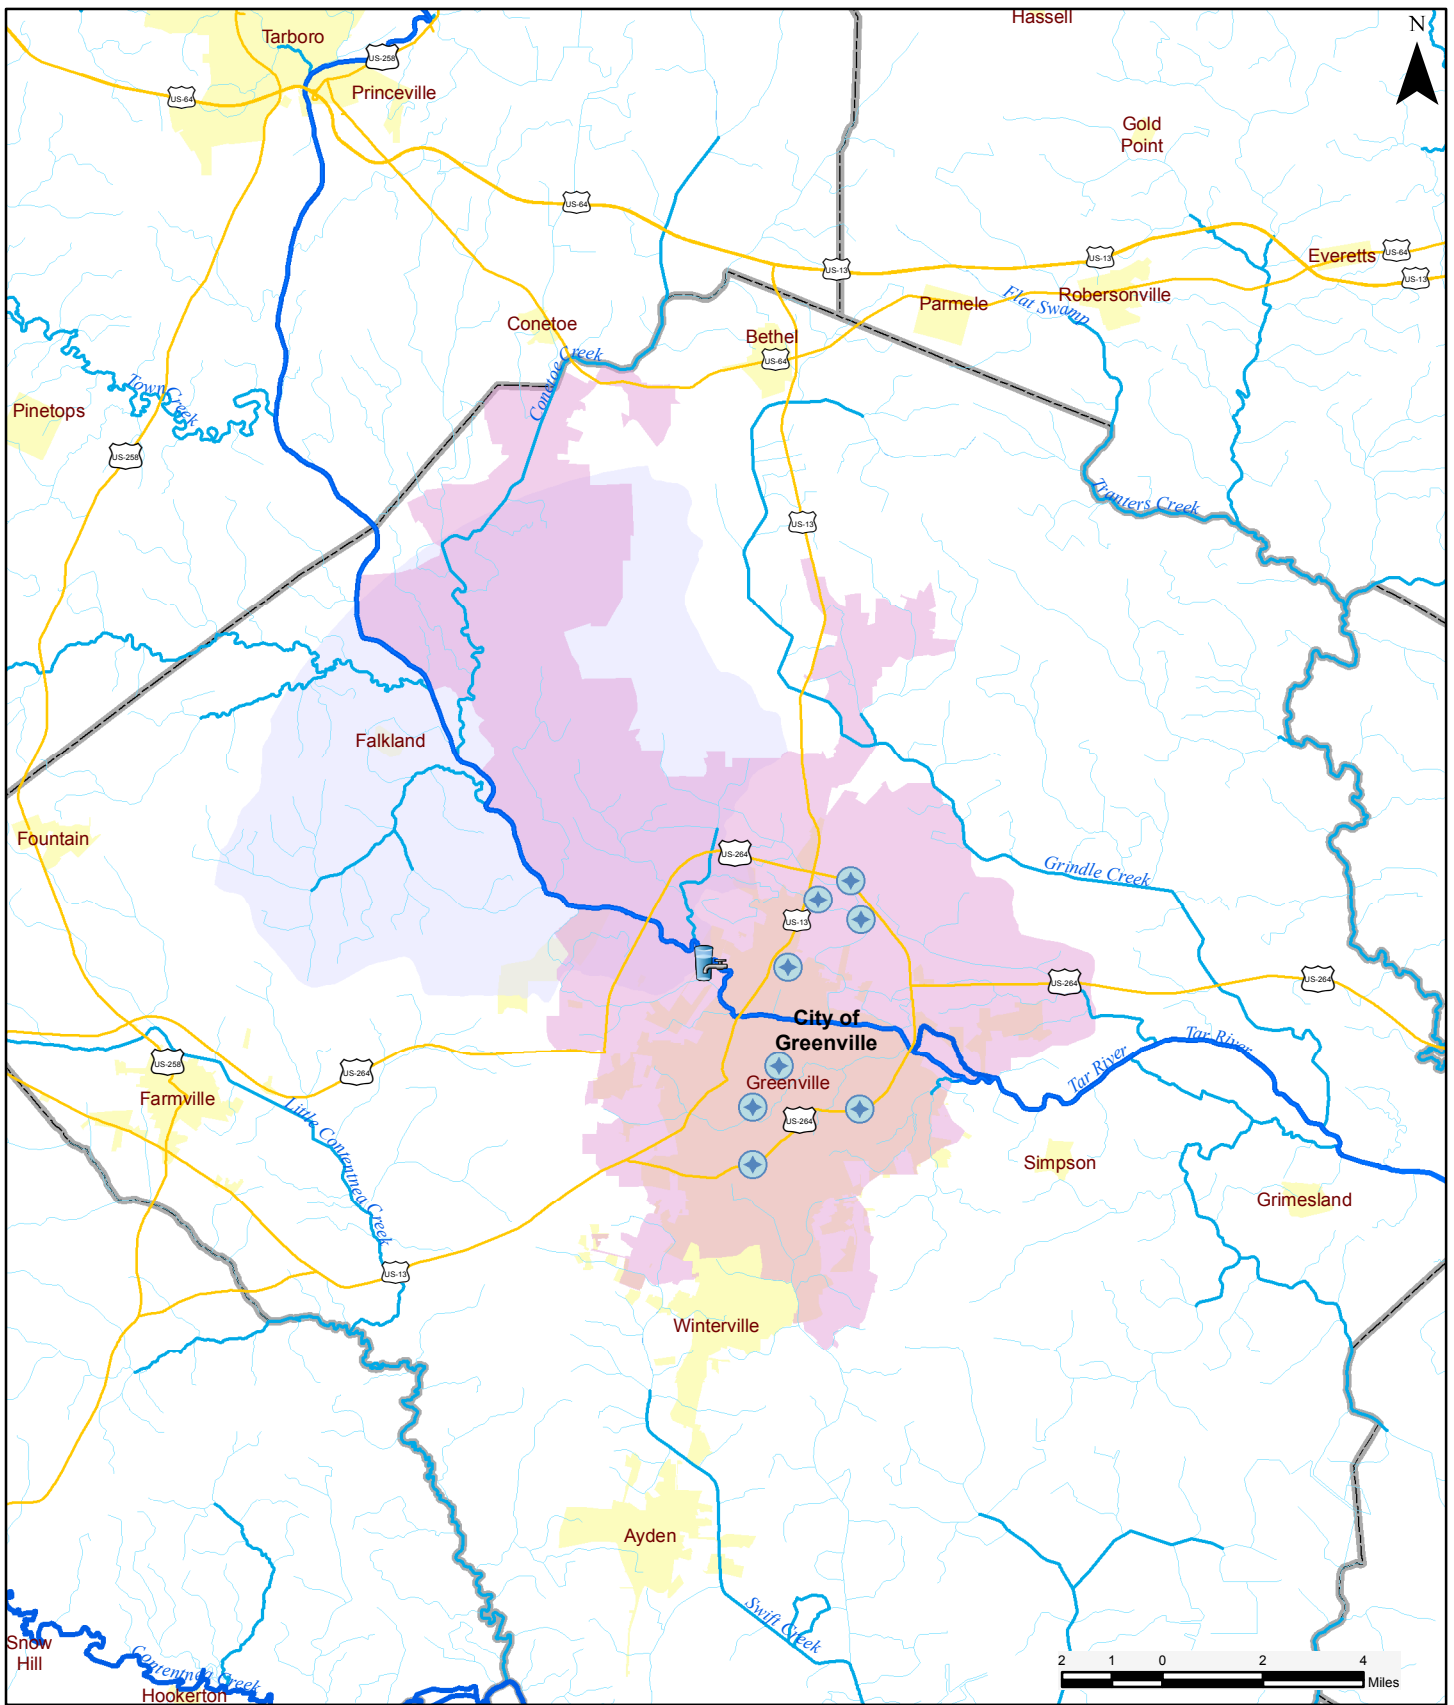 Hassell
N
Tarboro
US-258
US-64
Princeville
Gold
Point
US-64
US-13
US-13
Everetts
US-64
US-13
Parmele
Flat Swamp
Robersonville
Conetoe
Bethel
US-64
Conetoe Creek
Town Creek
Pinetops
US-258
Tranters Creek
US-13
Falkland
Fountain
US-264
Grindle Creek
US-13
US-264
US-264
City of
Greenville
Tar River
Tar River
US-258
US-264
Greenville
Farmville
Little Contentnea Creek
US-264
Simpson
Grimesland
US-13
Winterville
Ayden
Swift Creek
Snow
Hill
Contentnea Creek
Hookerton
2 1 0 2 4
Miles